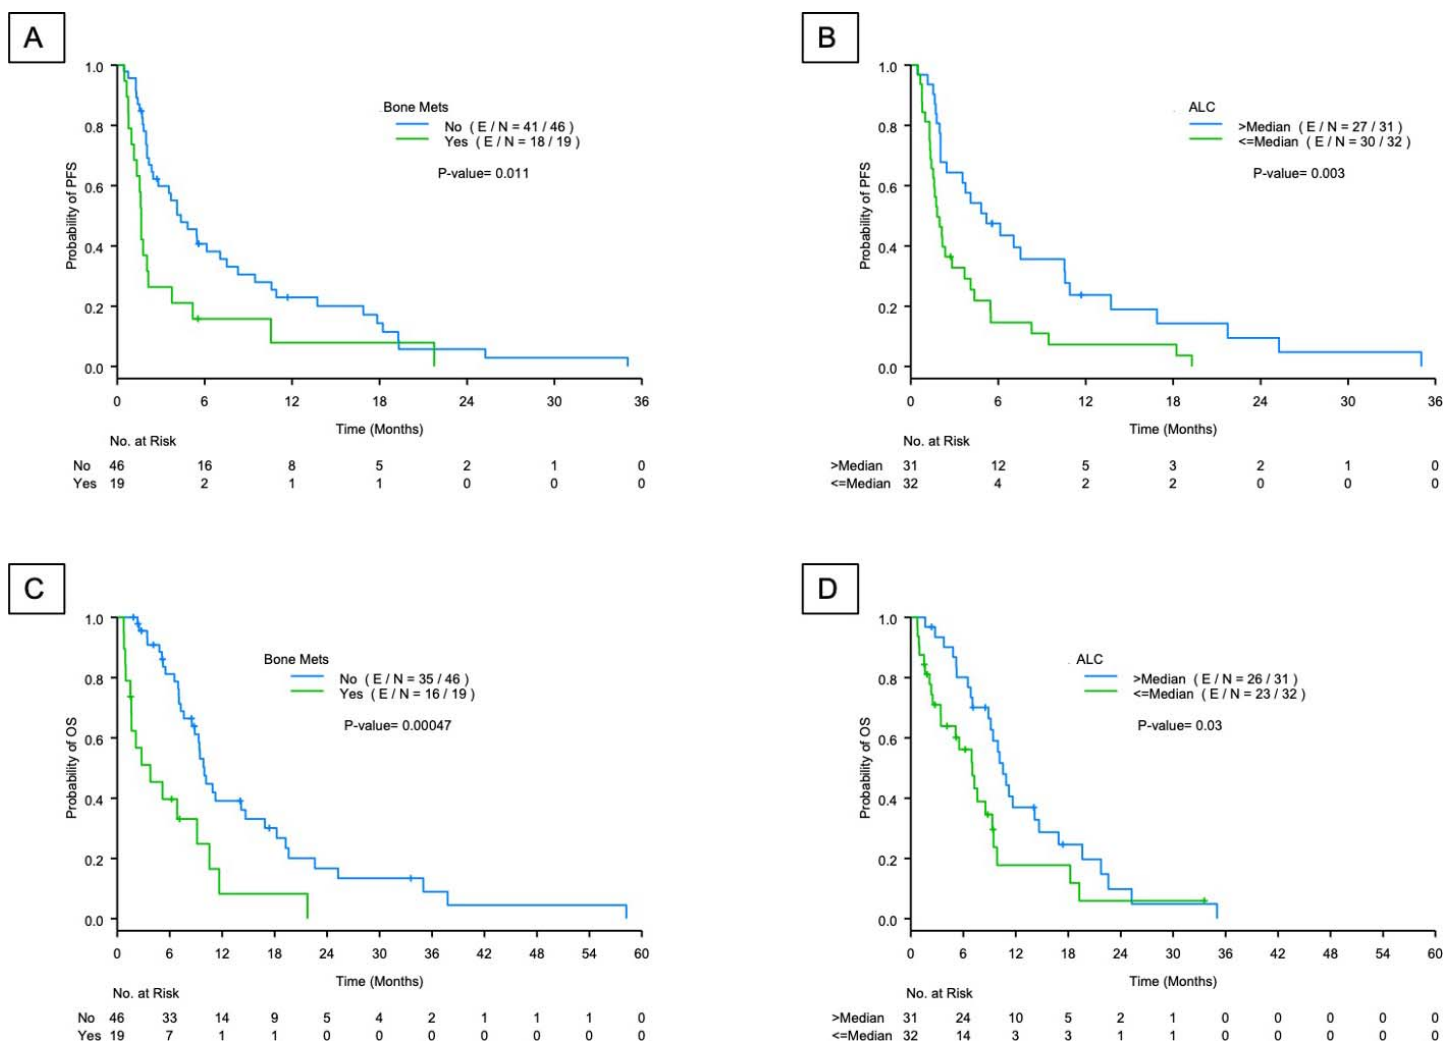 A
Probability of PFS
1.0
0.8
0.6
0.4
0.2
0.0
Bone Mets
No ( E / N = 41 / 46 )
Yes ( E / N = 18 / 19 )
P-value= 0.011
0 6 12 18 24 30 36
Time (Months)
No. at Risk
No 46 16 8 5 2 1 0
Yes 19 2 1 1 0 0 0
B
Probability of PFS
1.0
0.8
0.6
0.4
0.2
0.0
ALC
>Median ( E / N = 27 / 31 )
<=Median ( E / N = 30 / 32 )
P-value= 0.003
0 6 12 18 24 30 36
Time (Months)
No. at Risk
>Median 31 12 5 3 2 1 0
<=Median 32 4 2 2 0 0 0
C
Probability of OS
1.0
0.8
0.6
0.4
0.2
0.0
Bone Mets
No ( E / N = 35 / 46 )
Yes ( E / N = 16 / 19 )
P-value= 0.00047
0 6 12 18 24 30 36 42 48 54 60
Time (Months)
No. at Risk
No 46 33 14 9 5 4 2 1 1 1 0
Yes 19 7 1 1 0 0 0 0 0 0 0
D
Probability of OS
1.0
0.8
0.6
0.4
0.2
0.0
ALC
>Median ( E / N = 26 / 31 )
<=Median ( E / N = 23 / 32 )
P-value= 0.03
0 6 12 18 24 30 36 42 48 54 60
Time (Months)
No. at Risk
>Median 31 24 10 5 2 1 0 0 0 0 0
<=Median 32 14 3 3 1 1 0 0 0 0 0